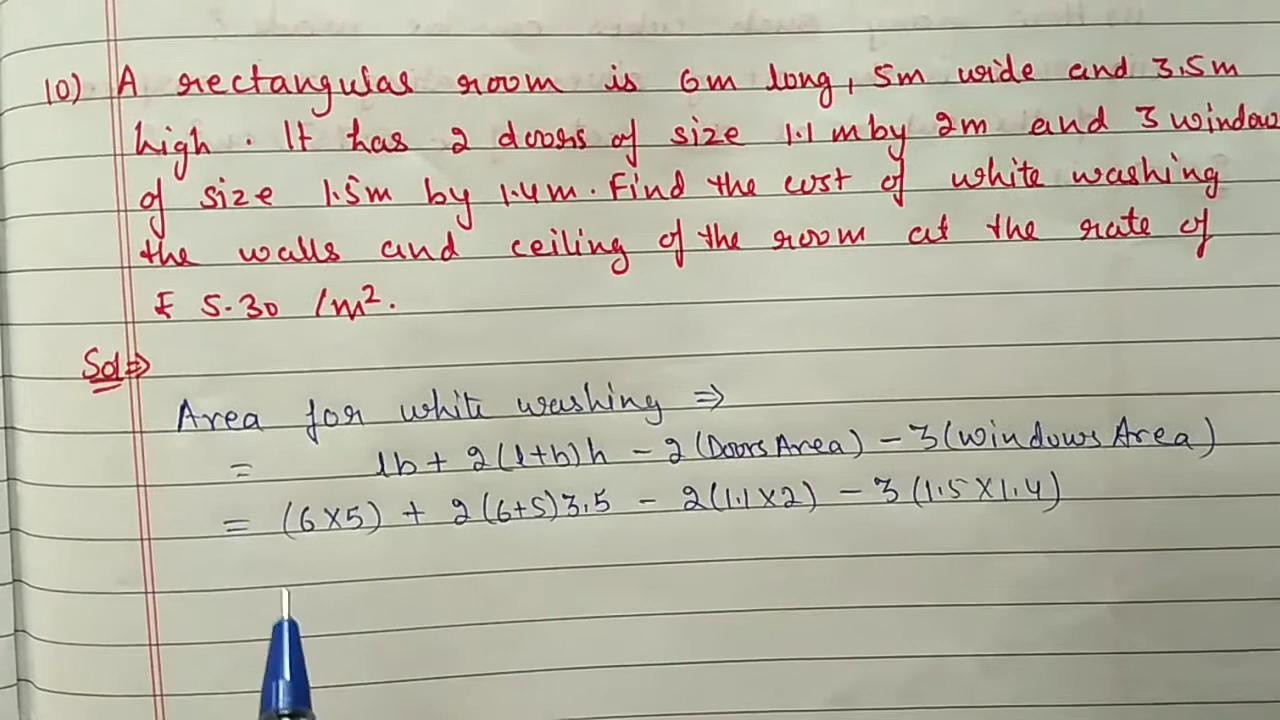 10) A rectangular room is 6m long, 5m wide and 3.5m
high. It has 2 doors of size 1.1m by 2m and 3 window
of size 1.5m by 1.4m. Find the cost of white washing
the walls and ceiling of the room at the rate of
₹ 5.30 /m².
Sol ⇒
Area for white washing ⇒
= lb + 2(l+b)h - 2 (Doors Area) - 3(windows Area)
= (6×5) + 2(6+5)3.5 - 2(1.1×2) - 3(1.5×1.4)